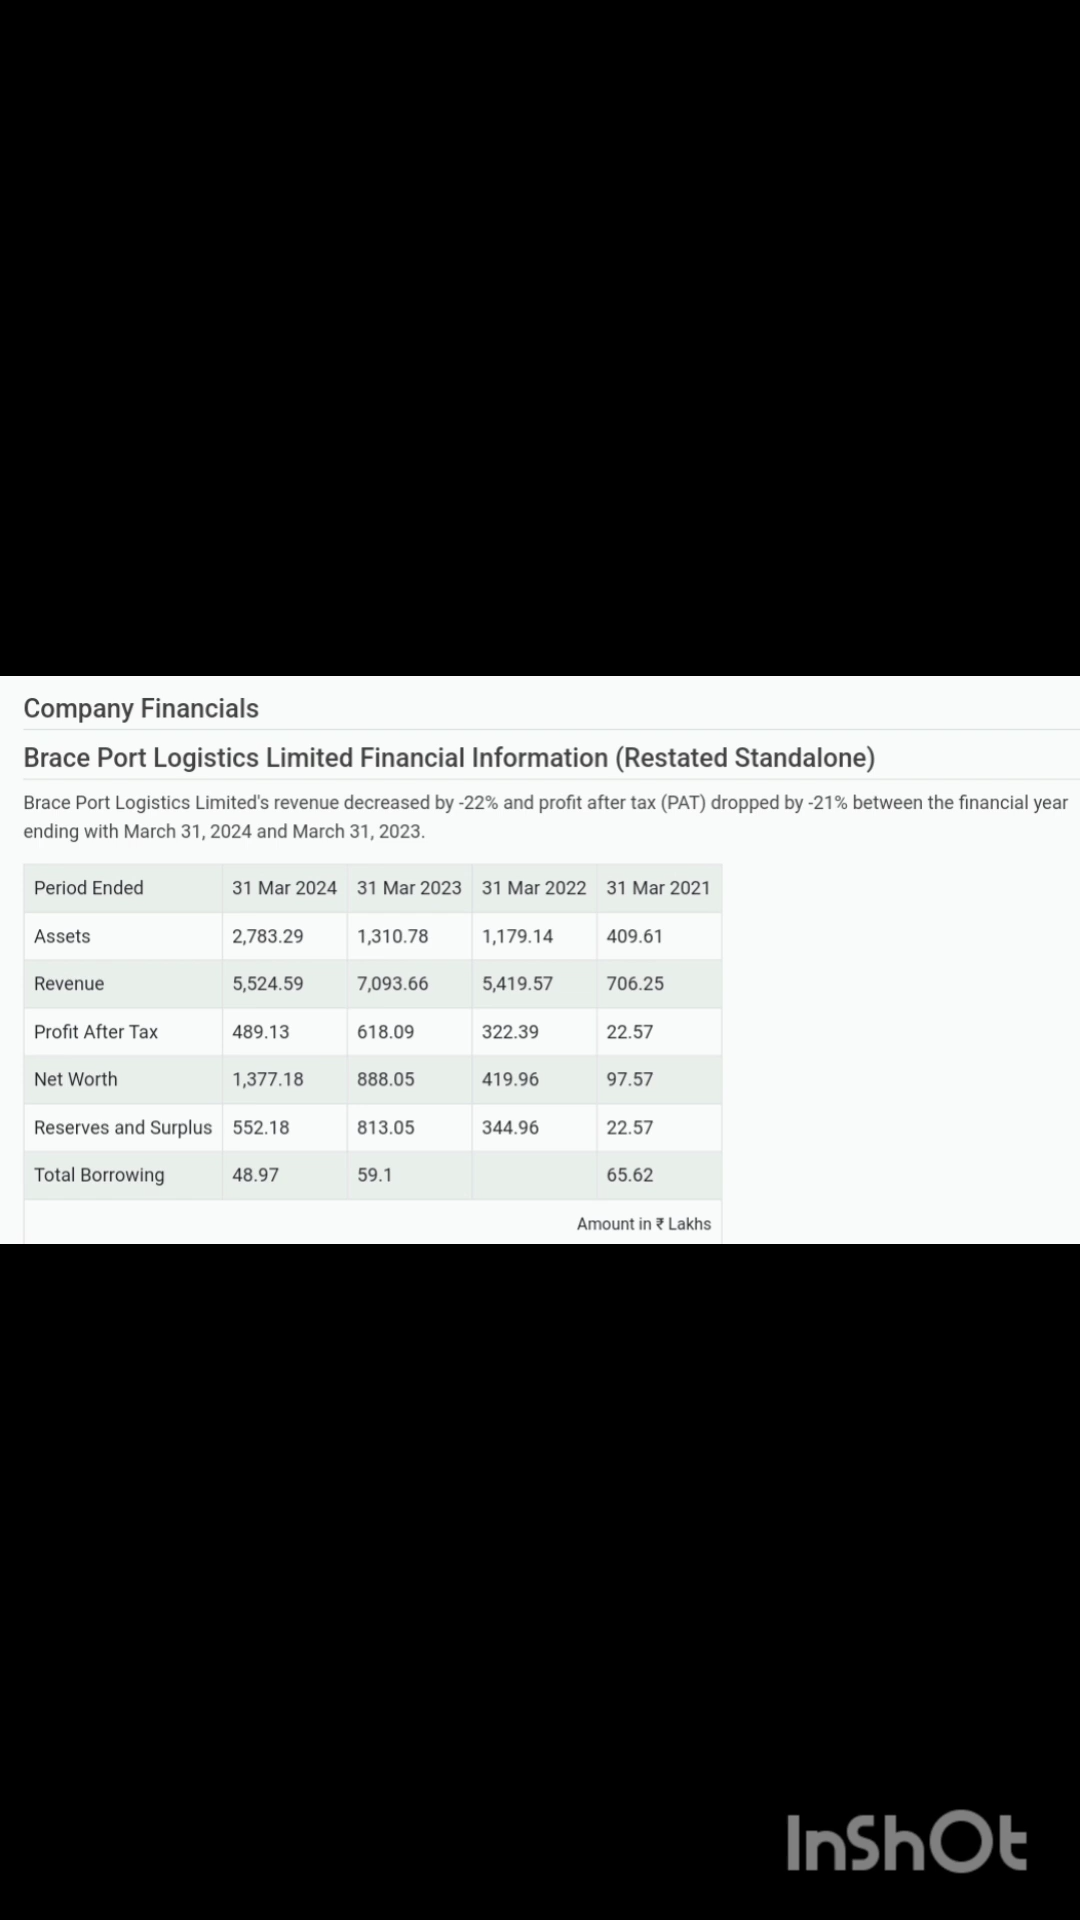 Company Financials
Brace Port Logistics Limited Financial Information (Restated Standalone)
Brace Port Logistics Limited's revenue decreased by -22% and profit after tax (PAT) dropped by -21% between the financial year
ending with March 31, 2024 and March 31, 2023.
Period Ended 31 Mar 2024 31 Mar 2023 31 Mar 2022 31 Mar 2021
Assets 2,783.29 1,310.78 1,179.14 409.61
Revenue 5,524.59 7,093.66 5,419.57 706.25
Profit After Tax 489.13 618.09 322.39 22.57
Net Worth 1,377.18 888.05 419.96 97.57
Reserves and Surplus 552.18 813.05 344.96 22.57
Total Borrowing 48.97 59.1 65.62
Amount in ₹ Lakhs
InShOt